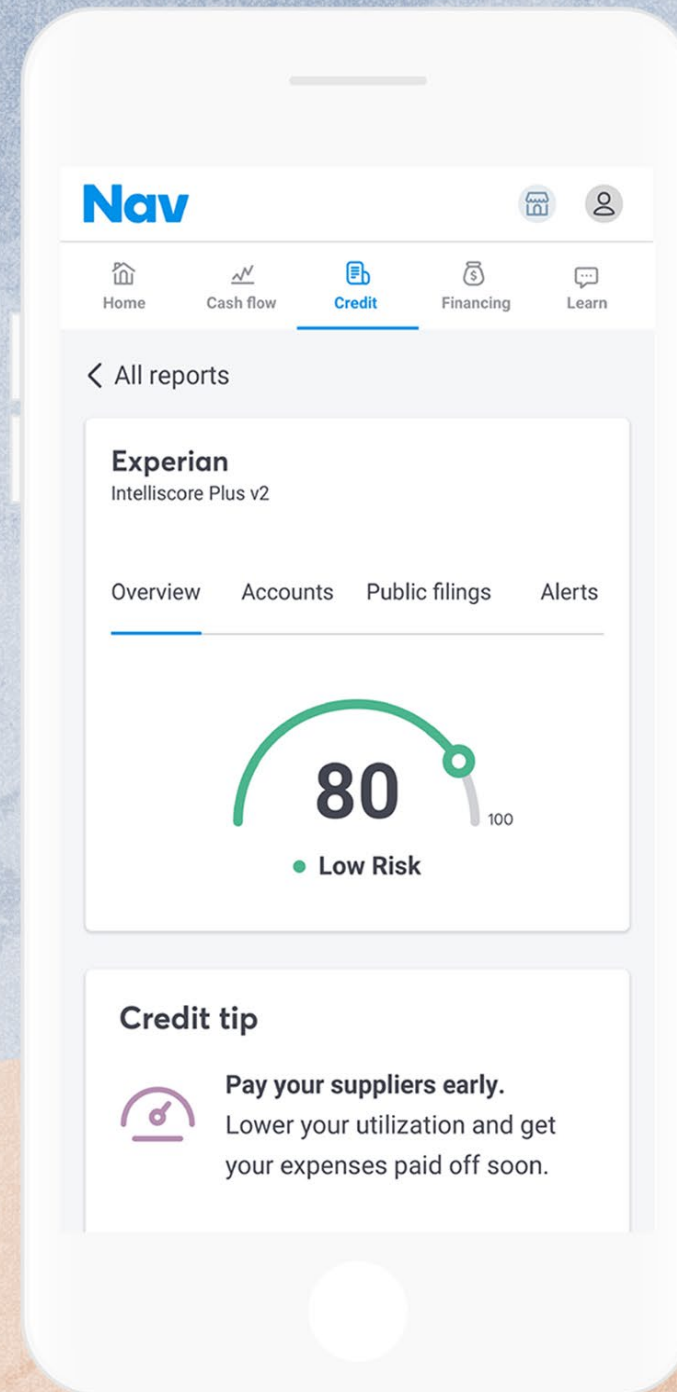 Nav
Home Cash flow Credit Financing Learn
All reports
Experian
Intelliscore Plus v2
Overview Accounts Public filings Alerts
80
100
Low Risk
Credit tip
Pay your suppliers early.
Lower your utilization and get
your expenses paid off soon.